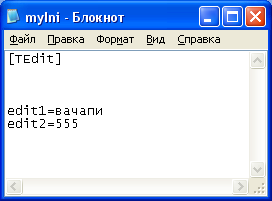 myIni - Блокнот
Файл Правка Формат Вид Справка
[TEdit]
edit1=вачапи
edit2=555